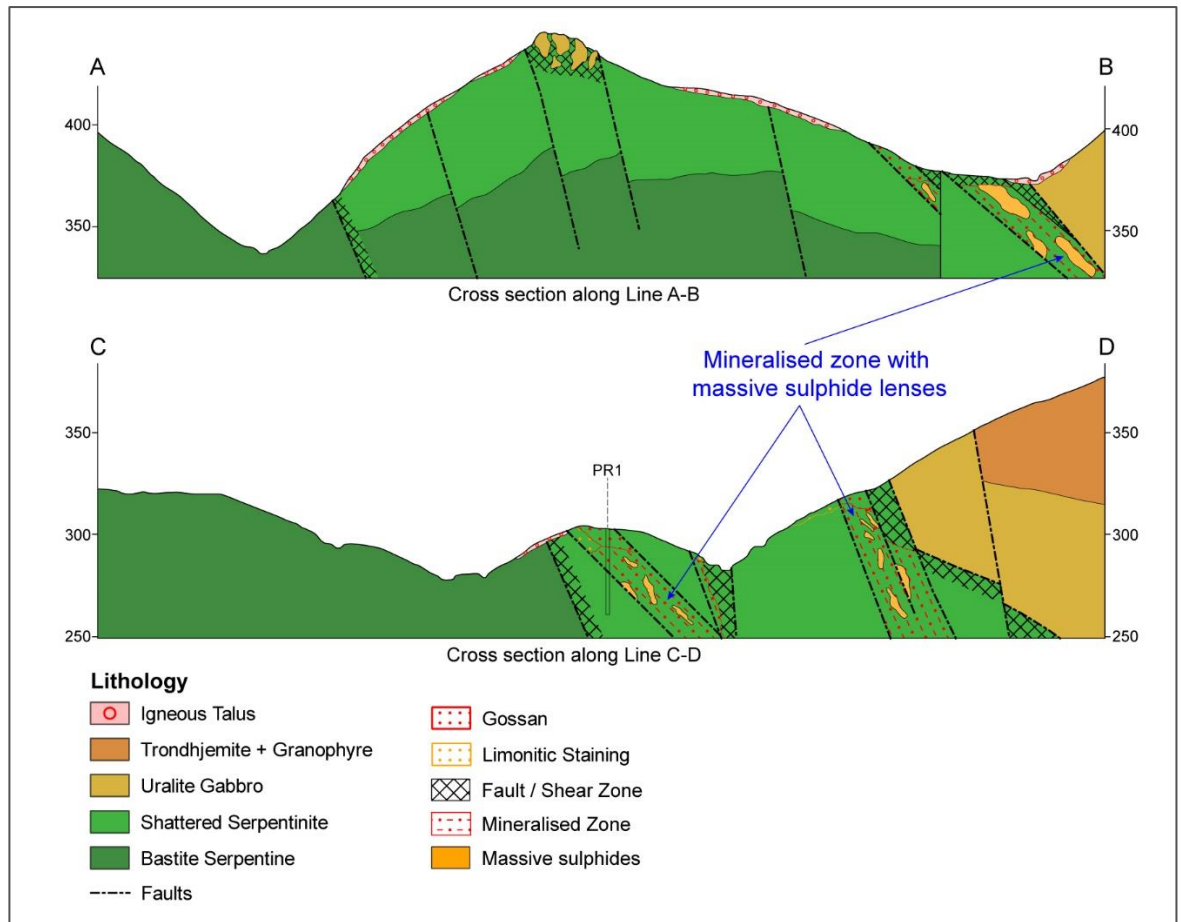 A
B
400
400
350
350
Cross section along Line A-B
C
D
Mineralised zone with
massive sulphide lenses
350
350
PR1
300
300
250
250
Cross section along Line C-D
Lithology
Igneous Talus
Trondhjemite + Granophyre
Uralite Gabbro
Shattered Serpentinite
Bastite Serpentine
Faults
Gossan
Limonitic Staining
Fault / Shear Zone
Mineralised Zone
Massive sulphides